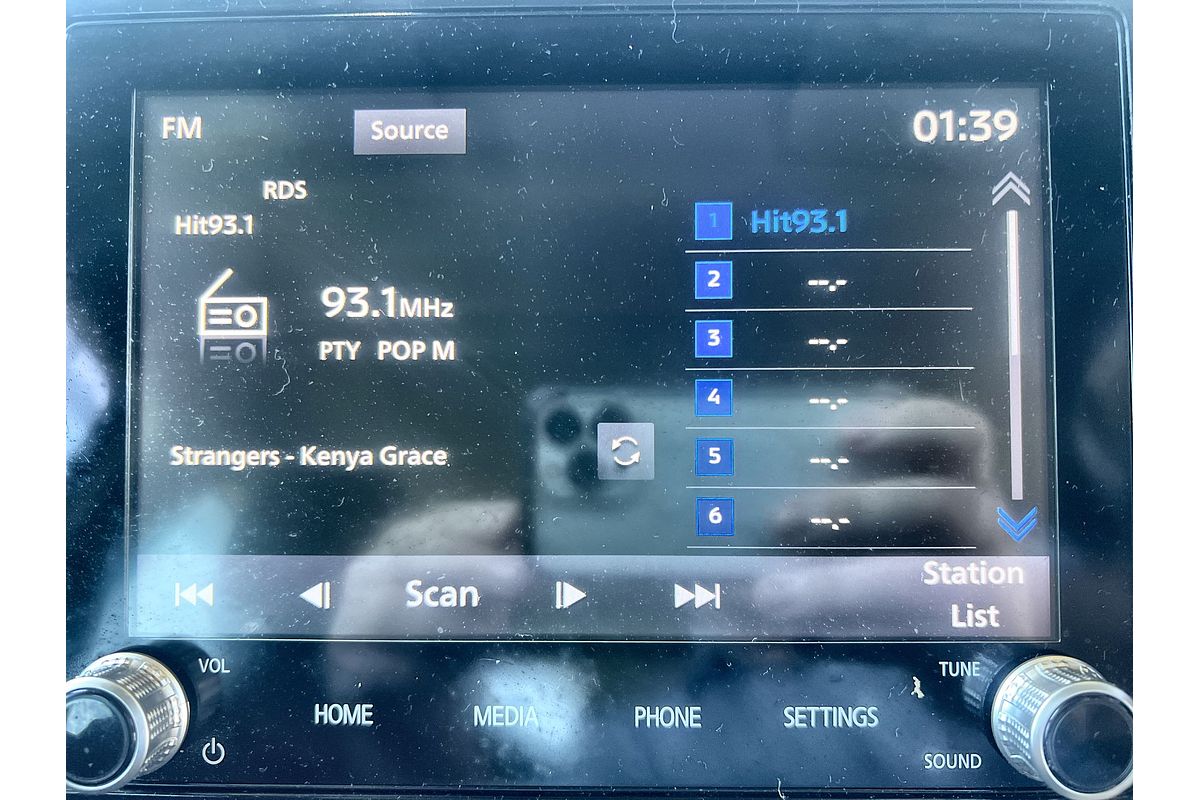 FM
Source
01:39
RDS
Hit93.1
93.1MHz
PTY POP M
Strangers - Kenya Grace
1 Hit93.1
2 --.-
3 --.-
4 --.-
5 --.-
6 --.-
Scan
Station
List
VOL
TUNE
HOME
MEDIA
PHONE
SETTINGS
SOUND